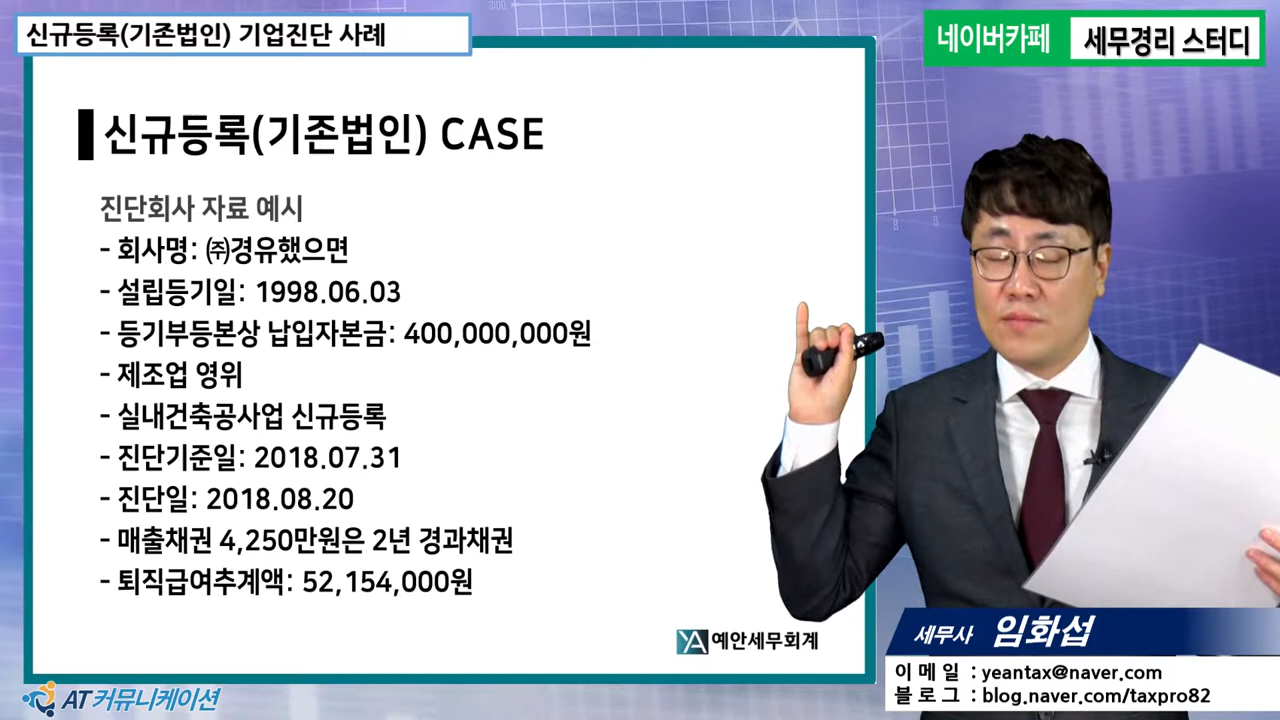 신규등록(기존법인) 기업진단 사례
네이버카페 세무경리 스터디
신규등록(기존법인) CASE
진단회사 자료 예시
- 회사명: ㈜경유했으면
- 설립등기일: 1998.06.03
- 등기부등본상 납입자본금: 400,000,000원
- 제조업 영위
- 실내건축공사업 신규등록
- 진단기준일: 2018.07.31
- 진단일: 2018.08.20
- 매출채권 4,250만원은 2년 경과채권
- 퇴직급여추계액: 52,154,000원
YA 예안세무회계
세무사 임화섭
이 메 일 : yeantax@naver.com
블 로 그 : blog.naver.com/taxpro82
AT커뮤니케이션
8 9